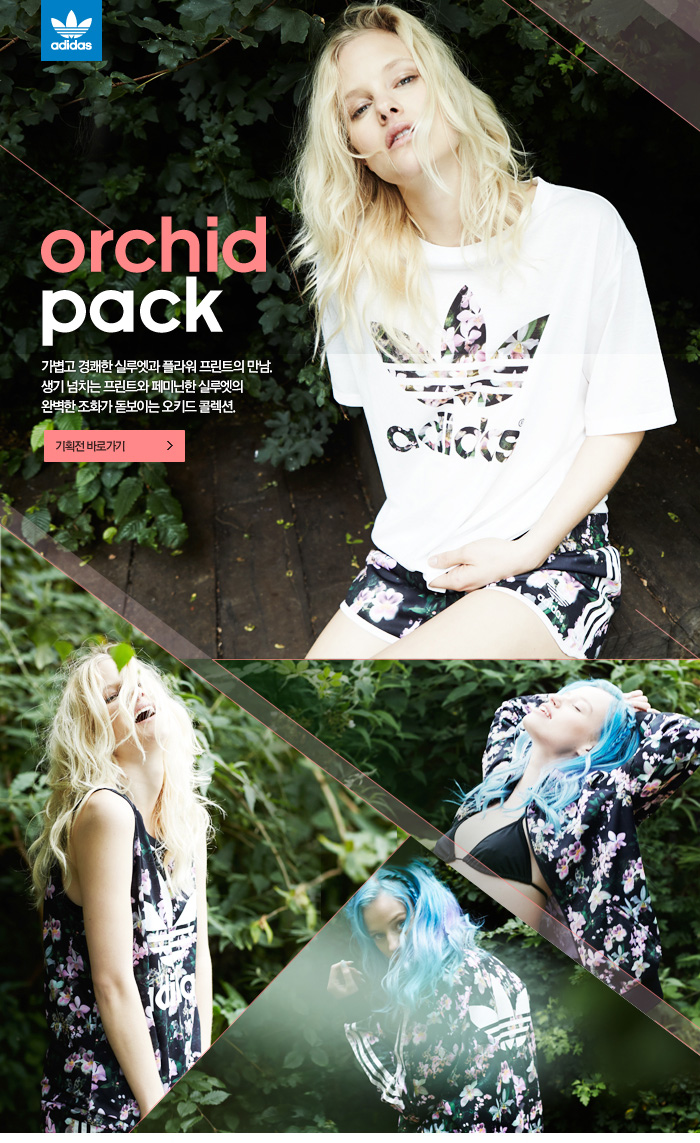 adidas
orchid
pack
가볍고 경쾌한 실루엣과 플라워 프린트의 만남.
생기 넘치는 프린트와 페미닌한 실루엣의
완벽한 조화가 돋보이는 오키드 콜렉션.
기획전 바로가기
adidas®